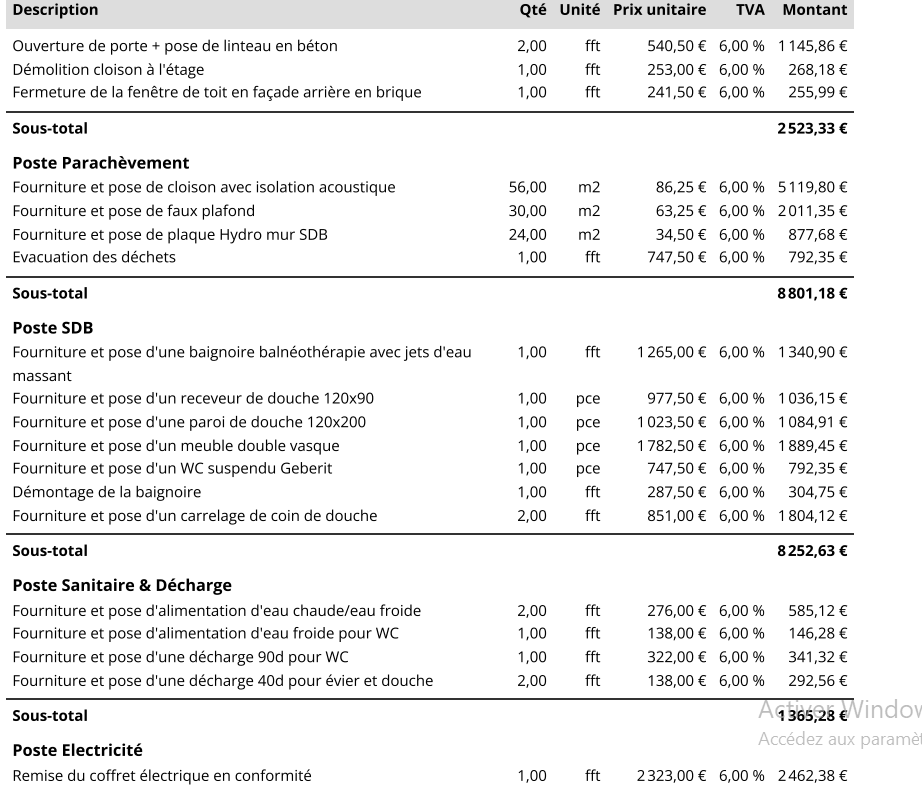 Description Qté Unité Prix unitaire TVA Montant
Ouverture de porte + pose de linteau en béton 2,00 fft 540,50 € 6,00 % 1 145,86 €
Démolition cloison à l'étage 1,00 fft 253,00 € 6,00 % 268,18 €
Fermeture de la fenêtre de toit en façade arrière en brique 1,00 fft 241,50 € 6,00 % 255,99 €
Sous-total 2 523,33 €
Poste Parachèvement
Fourniture et pose de cloison avec isolation acoustique 56,00 m2 86,25 € 6,00 % 5 119,80 €
Fourniture et pose de faux plafond 30,00 m2 63,25 € 6,00 % 2 011,35 €
Fourniture et pose de plaque Hydro mur SDB 24,00 m2 34,50 € 6,00 % 877,68 €
Evacuation des déchets 1,00 fft 747,50 € 6,00 % 792,35 €
Sous-total 8 801,18 €
Poste SDB
Fourniture et pose d'une baignoire balnéothérapie avec jets d'eau 1,00 fft 1 265,00 € 6,00 % 1 340,90 €
massant
Fourniture et pose d'un receveur de douche 120x90 1,00 pce 977,50 € 6,00 % 1 036,15 €
Fourniture et pose d'une paroi de douche 120x200 1,00 pce 1 023,50 € 6,00 % 1 084,91 €
Fourniture et pose d'un meuble double vasque 1,00 pce 1 782,50 € 6,00 % 1 889,45 €
Fourniture et pose d'un WC suspendu Geberit 1,00 pce 747,50 € 6,00 % 792,35 €
Démontage de la baignoire 1,00 fft 287,50 € 6,00 % 304,75 €
Fourniture et pose d'un carrelage de coin de douche 2,00 fft 851,00 € 6,00 % 1 804,12 €
Sous-total 8 252,63 €
Poste Sanitaire & Décharge
Fourniture et pose d'alimentation d'eau chaude/eau froide 2,00 fft 276,00 € 6,00 % 585,12 €
Fourniture et pose d'alimentation d'eau froide pour WC 1,00 fft 138,00 € 6,00 % 146,28 €
Fourniture et pose d'une décharge 90d pour WC 1,00 fft 322,00 € 6,00 % 341,32 €
Fourniture et pose d'une décharge 40d pour évier et douche 2,00 fft 138,00 € 6,00 % 292,56 €
Sous-total 1 365,28 €
Activer Window
Accédez aux paramèt
Poste Electricité
Remise du coffret électrique en conformité 1,00 fft 2 323,00 € 6,00 % 2 462,38 €